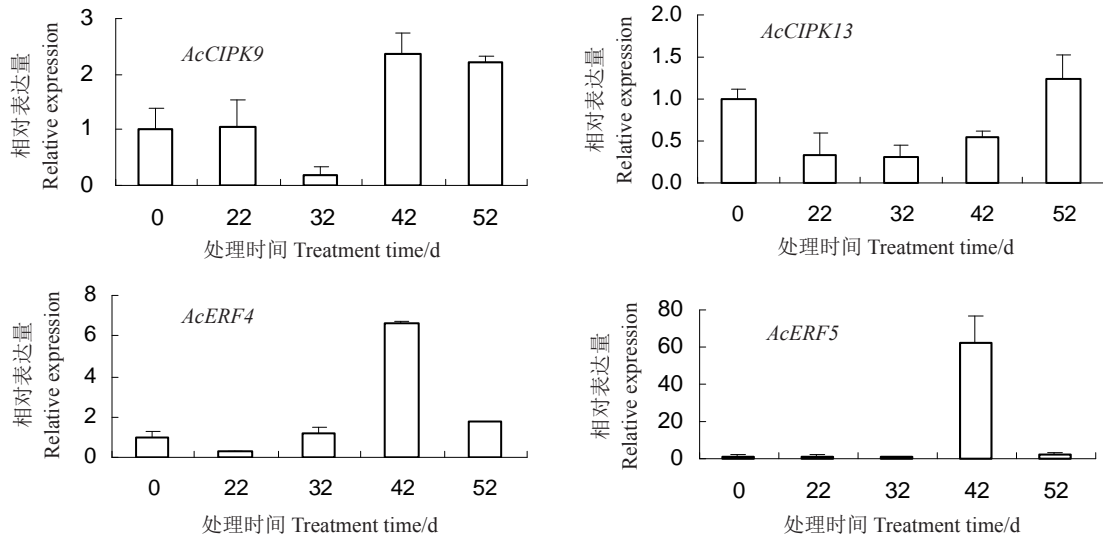 3
2
1
0
相对表达量
Relative expression
AcCIPK9
0 22 32 42 52
处理时间 Treatment time/d
2.0
1.5
1.0
0.5
0.0
相对表达量
Relative expression
AcCIPK13
0 22 32 42 52
处理时间 Treatment time/d
8
6
4
2
0
相对表达量
Relative expression
AcERF4
0 22 32 42 52
处理时间 Treatment time/d
80
60
40
20
0
相对表达量
Relative expression
AcERF5
0 22 32 42 52
处理时间 Treatment time/d